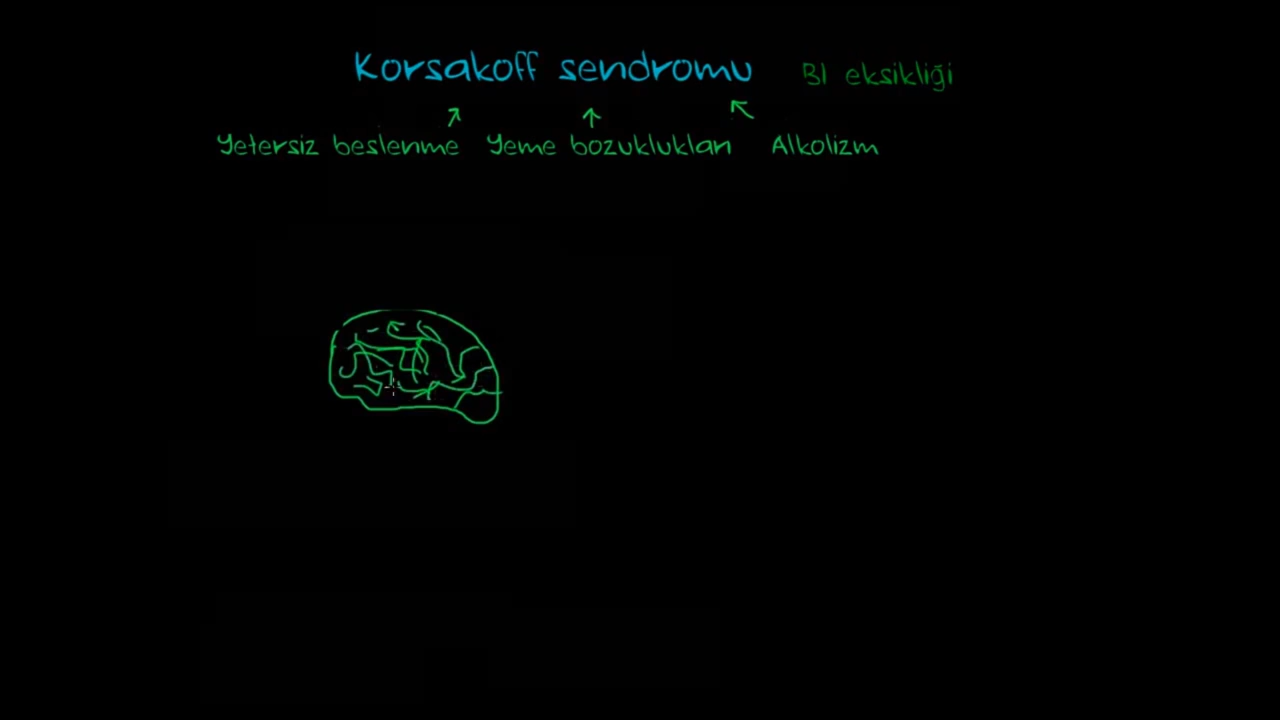 Korsakoff sendromu B1 eksikliği
Yetersiz beslenme Yeme bozuklukları Alkolizm